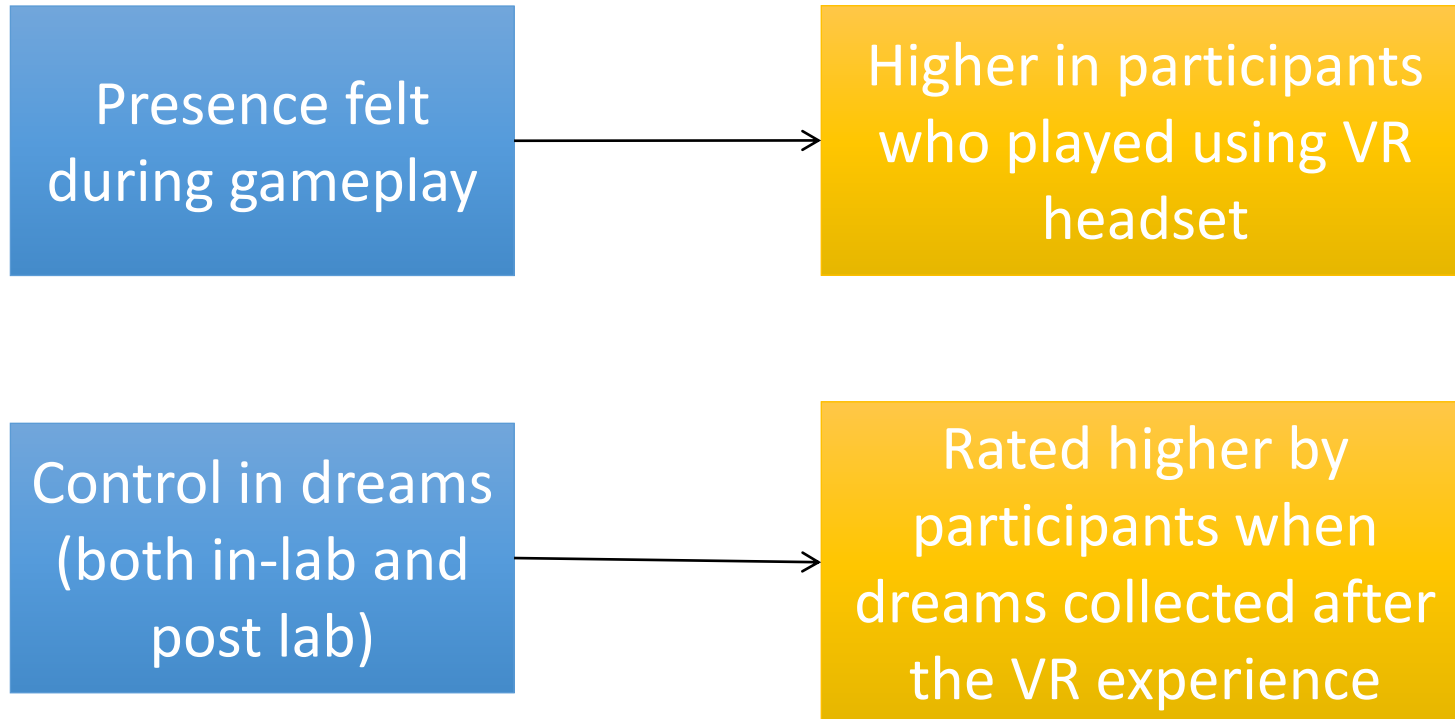 Presence felt
during gameplay
Higher in participants
who played using VR
headset
Control in dreams
(both in-lab and
post lab)
Rated higher by
participants when
dreams collected after
the VR experience